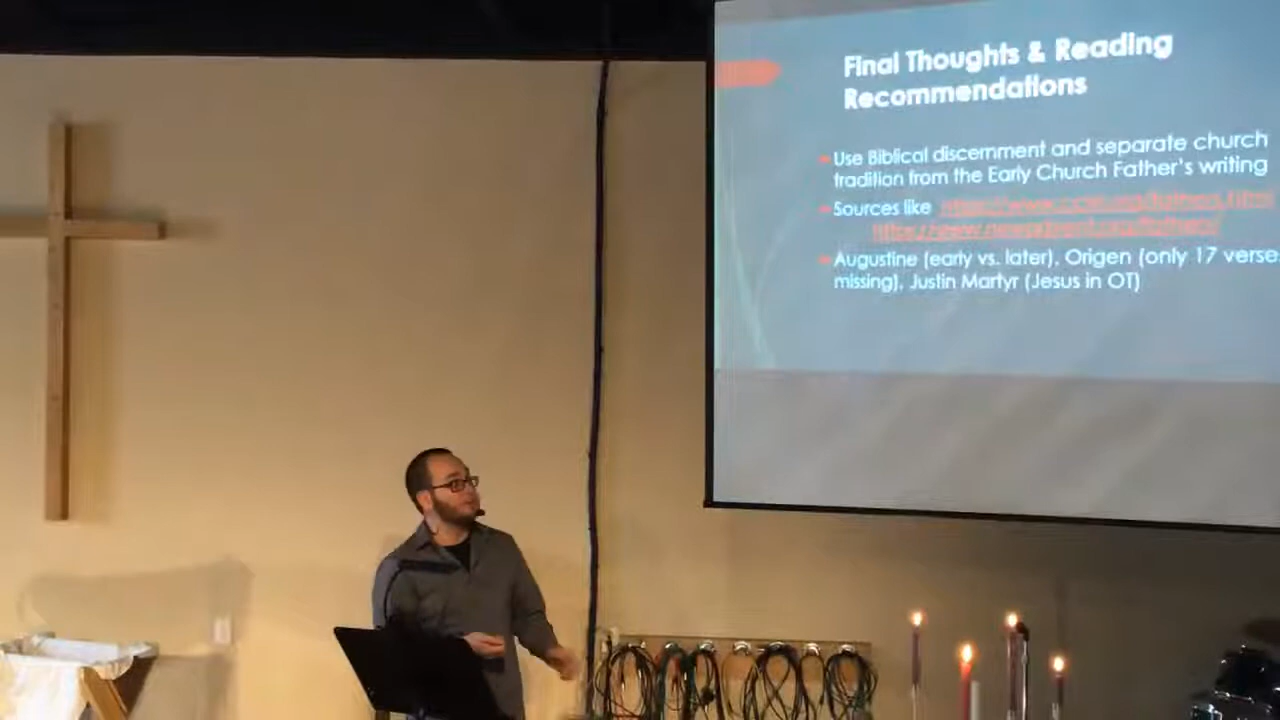 Final Thoughts & Reading
Recommendations
Use Biblical discernment and separate church
tradition from the Early Church Father's writing
Sources like
Augustine (early vs. later), Origen (only 17 verse
missing), Justin Martyr (Jesus in OT)